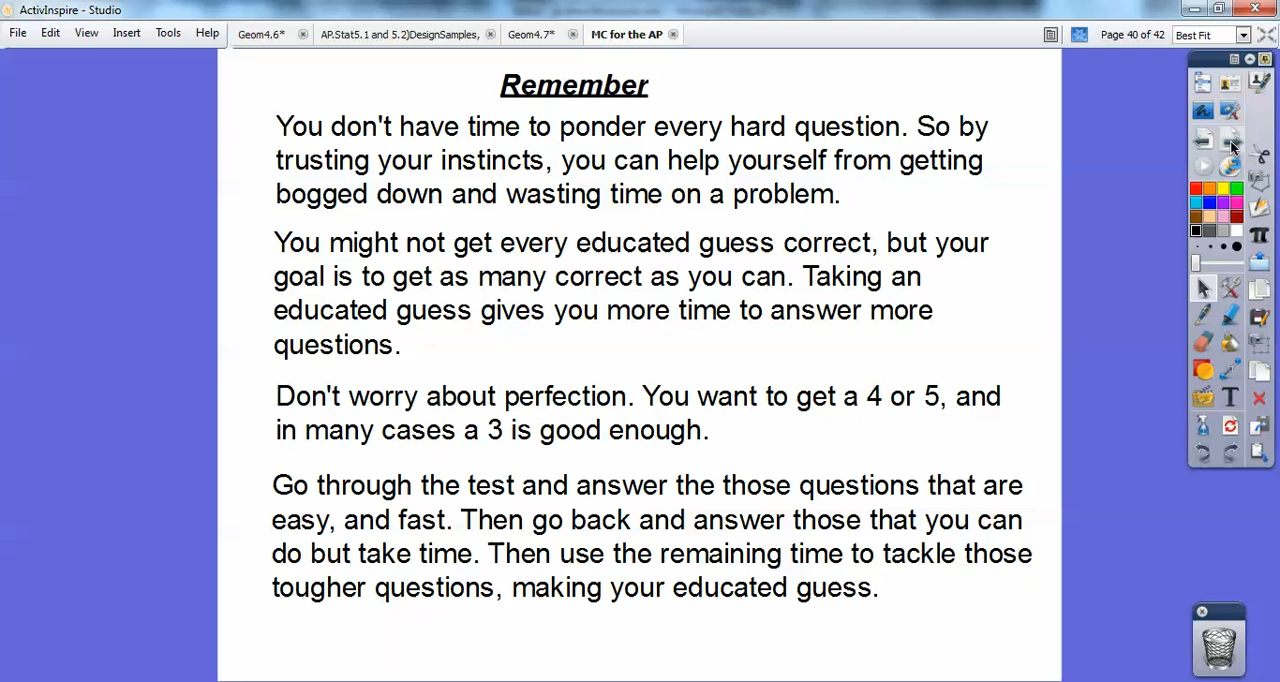 ActivInspire - Studio
File Edit View Insert Tools Help Geom4.6* AP.Stat5.1 and 5.2)DesignSamples, Geom4.7* MC for the AP Page 40 of 42 Best Fit
Remember
You don't have time to ponder every hard question. So by
trusting your instincts, you can help yourself from getting
bogged down and wasting time on a problem.
You might not get every educated guess correct, but your
goal is to get as many correct as you can. Taking an
educated guess gives you more time to answer more
questions.
Don't worry about perfection. You want to get a 4 or 5, and
in many cases a 3 is good enough.
Go through the test and answer the those questions that are
easy, and fast. Then go back and answer those that you can
do but take time. Then use the remaining time to tackle those
tougher questions, making your educated guess.